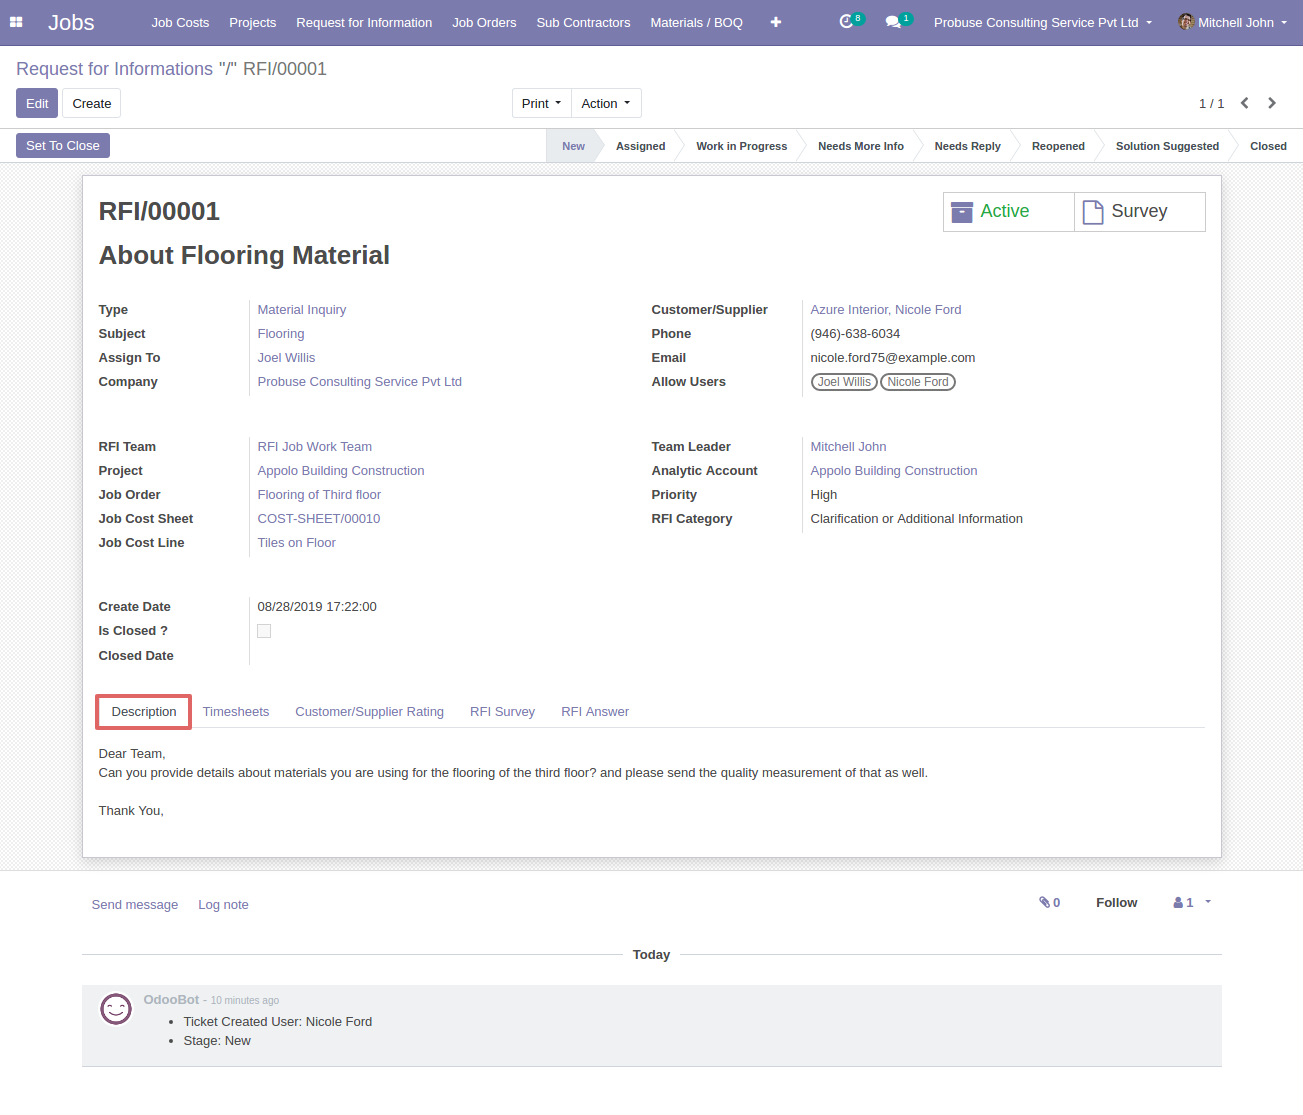 Jobs Job Costs Projects Request for Information Job Orders Sub Contractors Materials / BOQ 8 1 Probuse Consulting Service Pvt Ltd Mitchell John
Request for Informations "/" RFI/00001
Edit Create Print Action 1 / 1
Set To Close New Assigned Work in Progress Needs More Info Needs Reply Reopened Solution Suggested Closed
RFI/00001 Active Survey
About Flooring Material
Type Material Inquiry Customer/Supplier Azure Interior, Nicole Ford
Subject Flooring Phone (946)-638-6034
Assign To Joel Willis Email nicole.ford75@example.com
Company Probuse Consulting Service Pvt Ltd Allow Users Joel Willis Nicole Ford
RFI Team RFI Job Work Team Team Leader Mitchell John
Project Appolo Building Construction Analytic Account Appolo Building Construction
Job Order Flooring of Third floor Priority High
Job Cost Sheet COST-SHEET/00010 RFI Category Clarification or Additional Information
Job Cost Line Tiles on Floor
Create Date 08/28/2019 17:22:00
Is Closed ?
Closed Date
Description Timesheets Customer/Supplier Rating RFI Survey RFI Answer
Dear Team,
Can you provide details about materials you are using for the flooring of the third floor? and please send the quality measurement of that as well.
Thank You,
Send message Log note 0 Follow 1
Today
OdooBot - 10 minutes ago
• Ticket Created User: Nicole Ford
• Stage: New